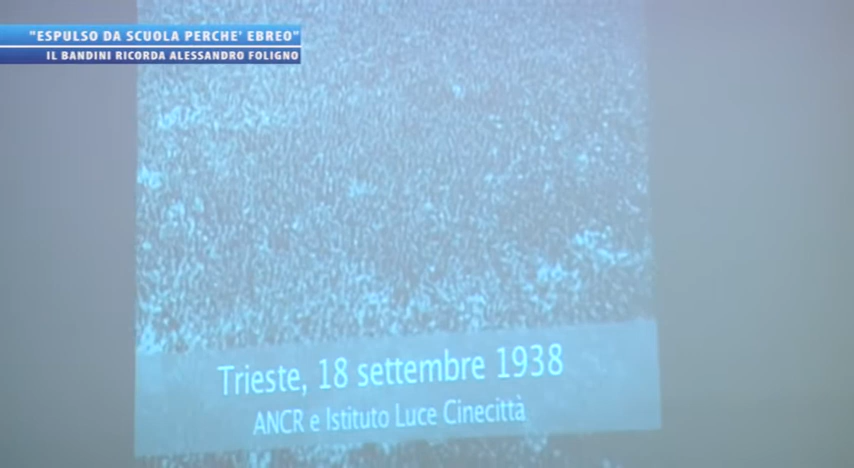 "ESPULSO DA SCUOLA PERCHE' EBREO"
IL BANDINI RICORDA ALESSANDRO FOLIGNO
Trieste, 18 settembre 1938
ANCR e Istituto Luce Cinecittà